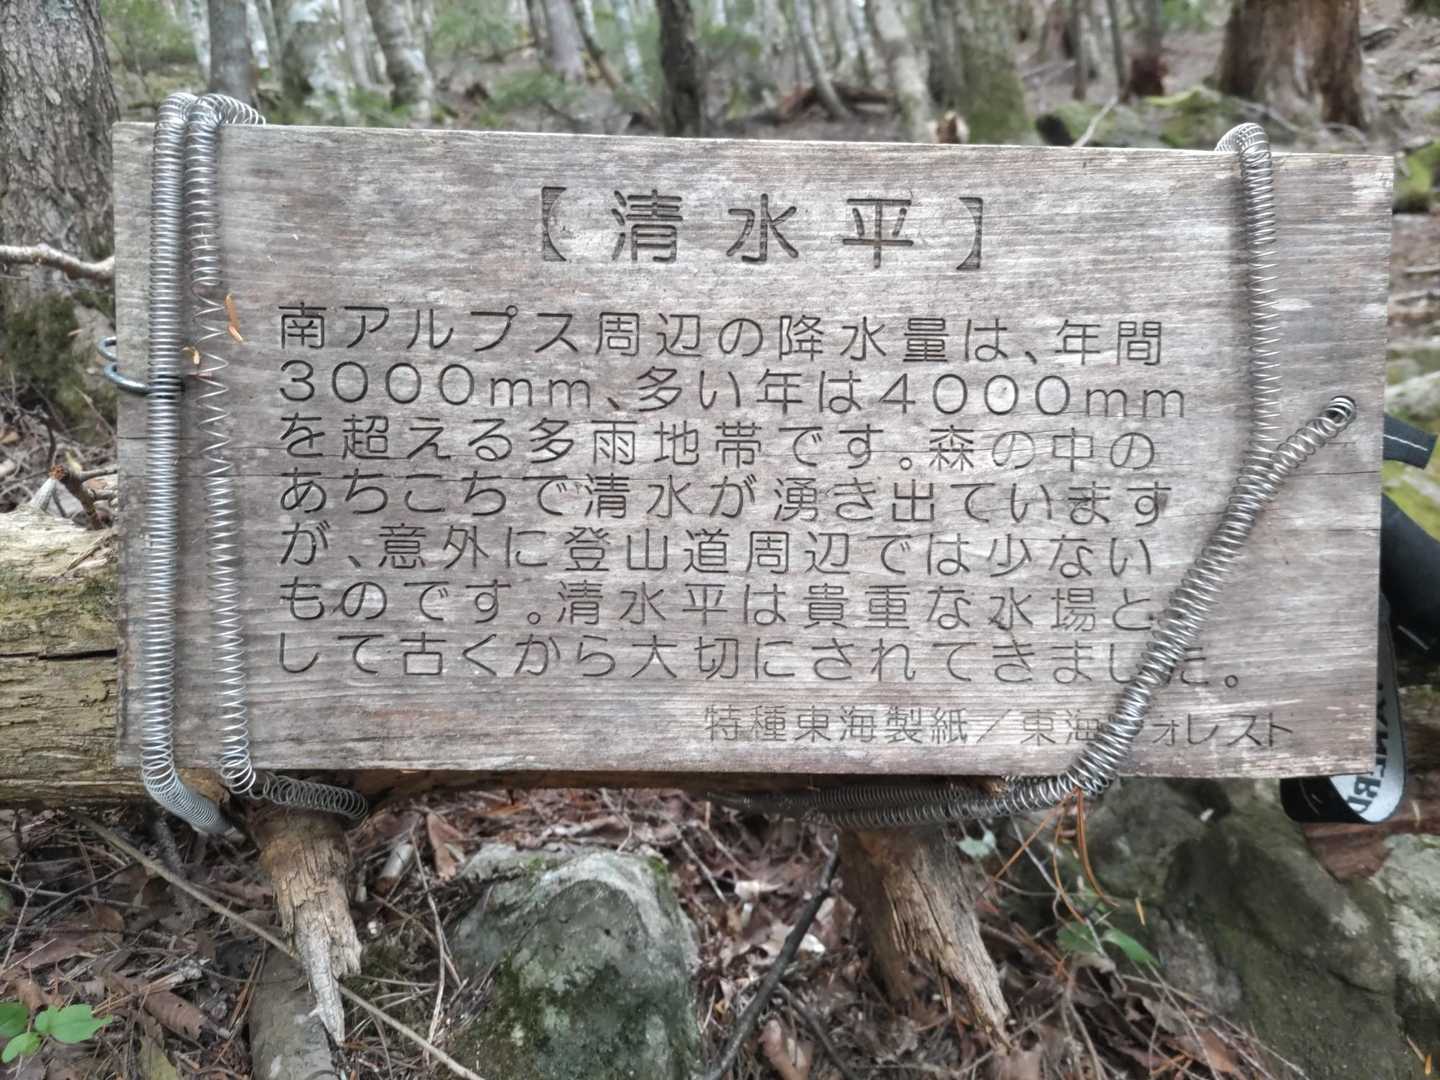 【清水平】
南アルプス周辺の降水量は、年間
3000mm、多い年は4000mm
を超える多雨地帯です。森の中の
あちこちで清水が湧き出ています
が、意外に登山道周辺では少ない
ものです。清水平は貴重な水場と
して古くから大切にされてきました。
特種東海製紙／東海フォレスト